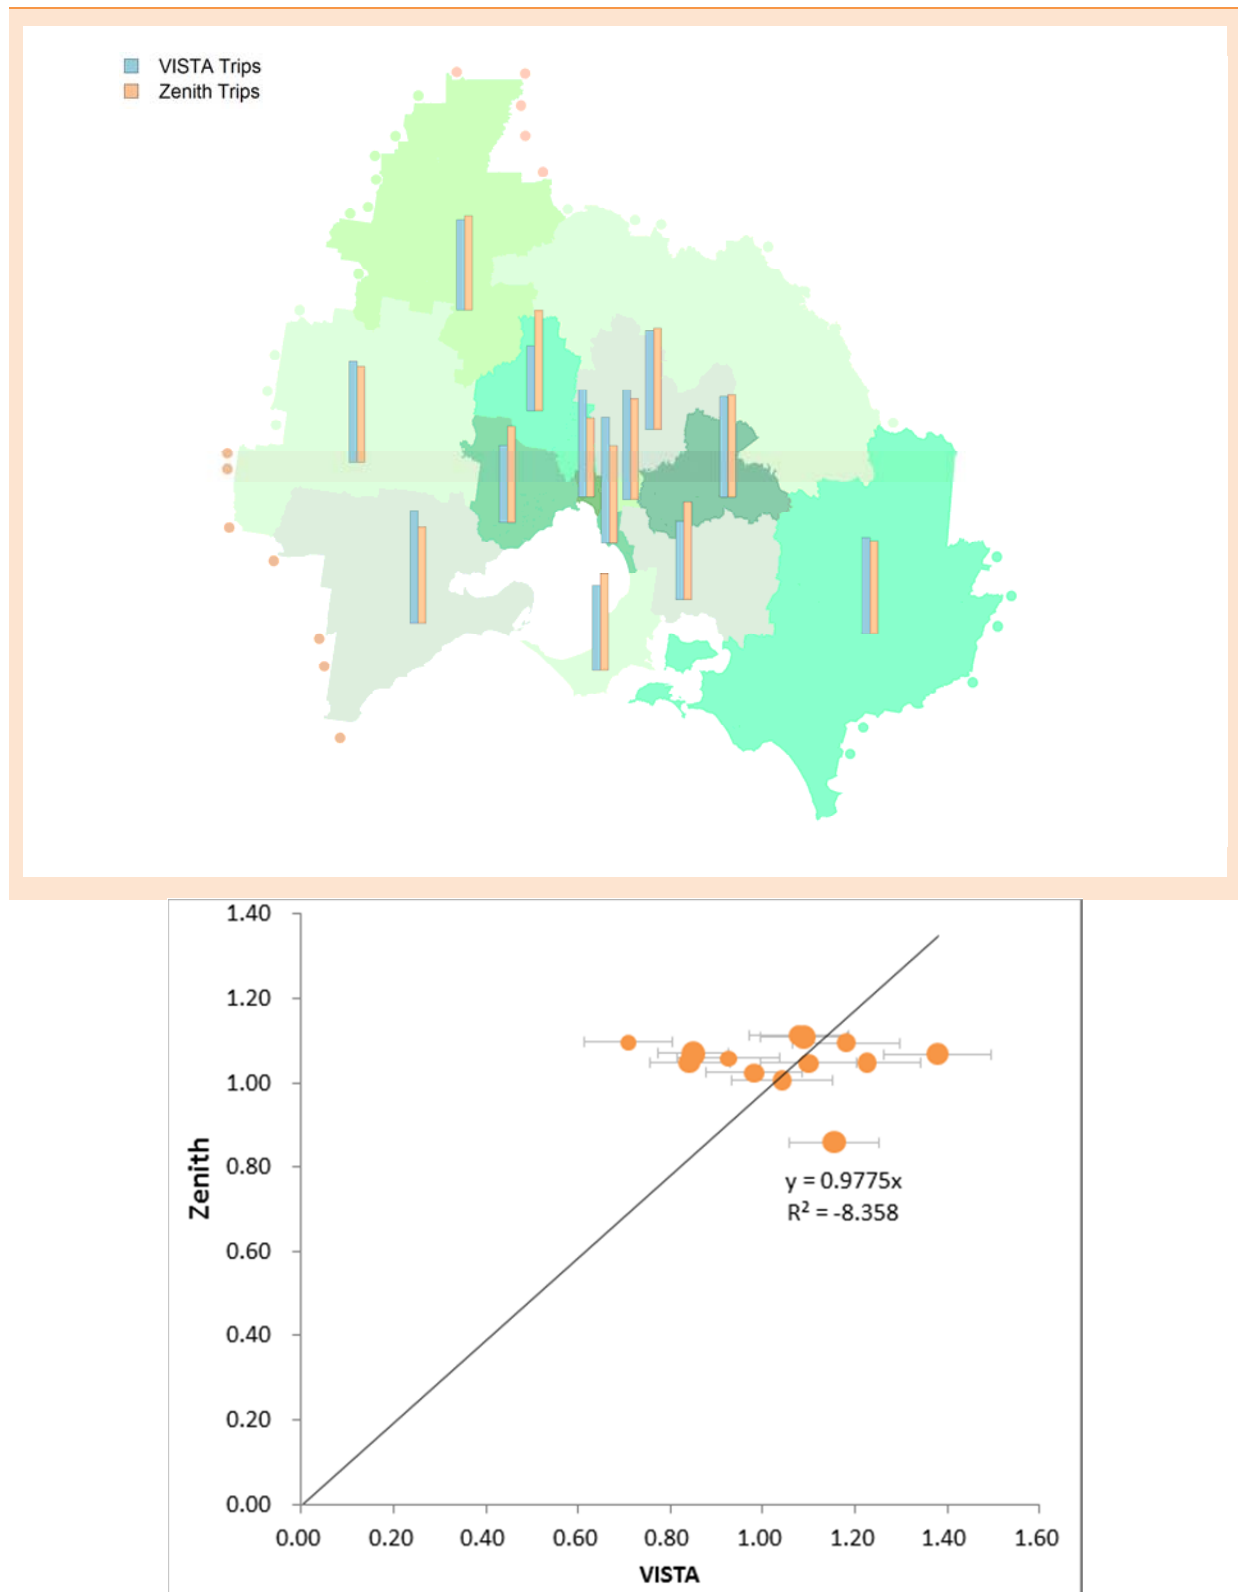 VISTA Trips
Zenith Trips
1.40
1.20
1.00
0.80
0.60
0.40
0.20
0.00
Zenith
y = 0.9775x
R² = -8.358
0.00 0.20 0.40 0.60 0.80 1.00 1.20 1.40 1.60
VISTA